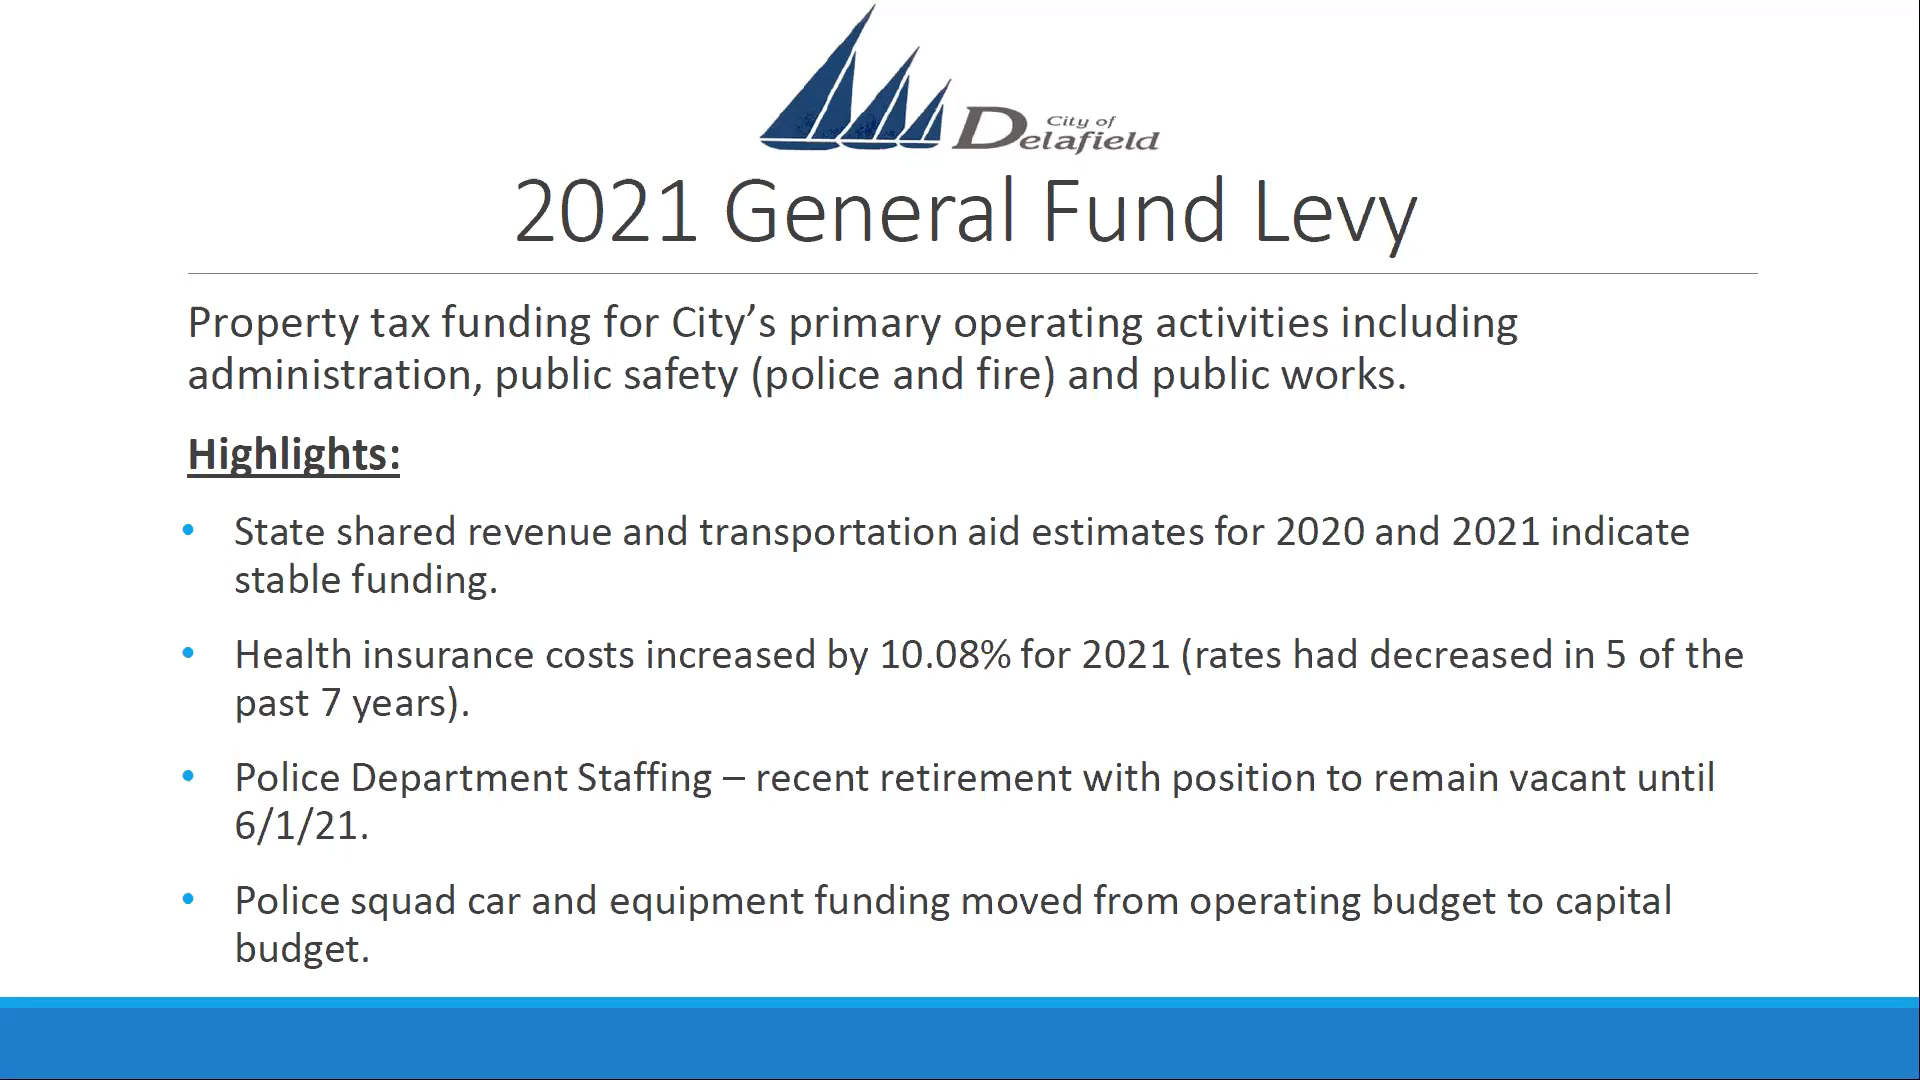 City of
Delafield
2021 General Fund Levy
Property tax funding for City’s primary operating activities including
administration, public safety (police and fire) and public works.
Highlights:
• State shared revenue and transportation aid estimates for 2020 and 2021 indicate
stable funding.
• Health insurance costs increased by 10.08% for 2021 (rates had decreased in 5 of the
past 7 years).
• Police Department Staffing – recent retirement with position to remain vacant until
6/1/21.
• Police squad car and equipment funding moved from operating budget to capital
budget.